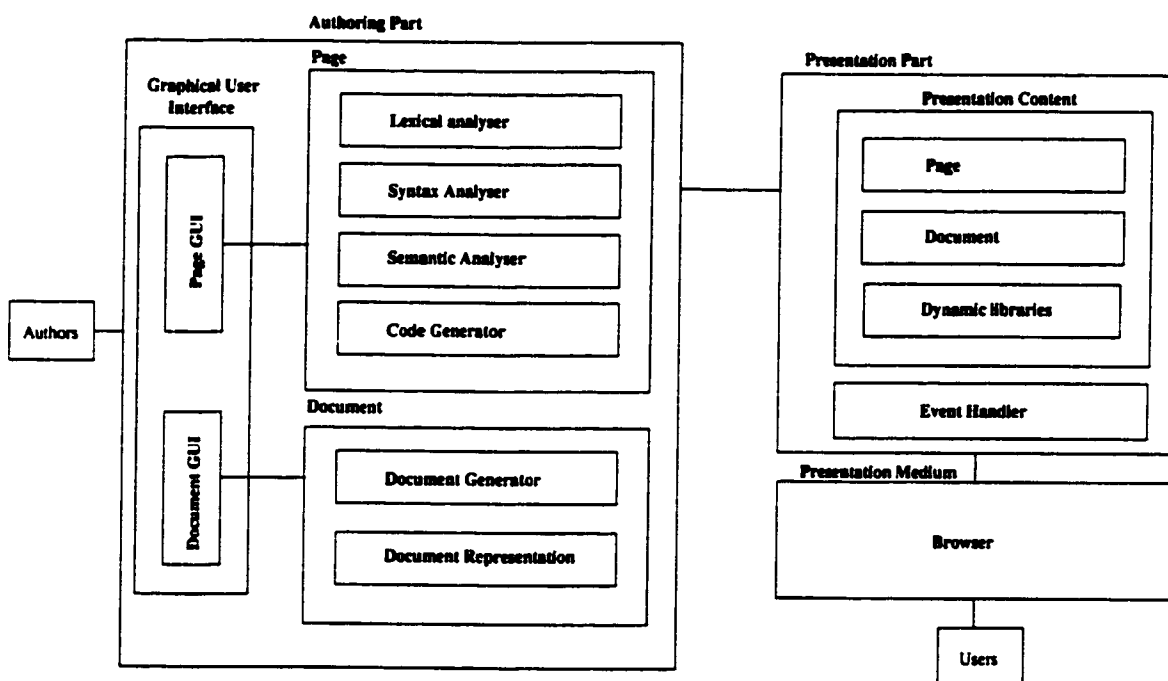 Authoring Part
Page
Graphical User
Interface
Lexical analyser
Syntax Analyser
Semantic Analyser
Code Generator
Page GUI
Authors
Document
Document GUI
Document Generator
Document Representation
Presentation Part
Presentation Content
Page
Document
Dynamic libraries
Event Handler
Presentation Medium
Browser
Users